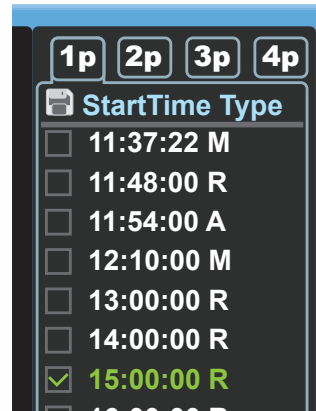 1p 2p 3p 4p
StartTime Type
11:37:22 M
11:48:00 R
11:54:00 A
12:10:00 M
13:00:00 R
14:00:00 R
15:00:00 R